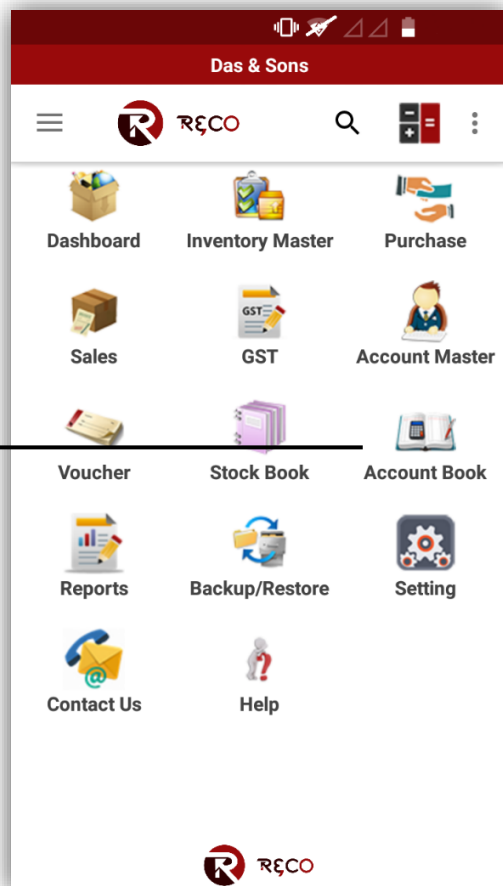 Das & Sons
RECO
Dashboard Inventory Master Purchase
GST
Sales GST Account Master
Voucher Stock Book Account Book
Reports Backup/Restore Setting
Contact Us Help
RECO